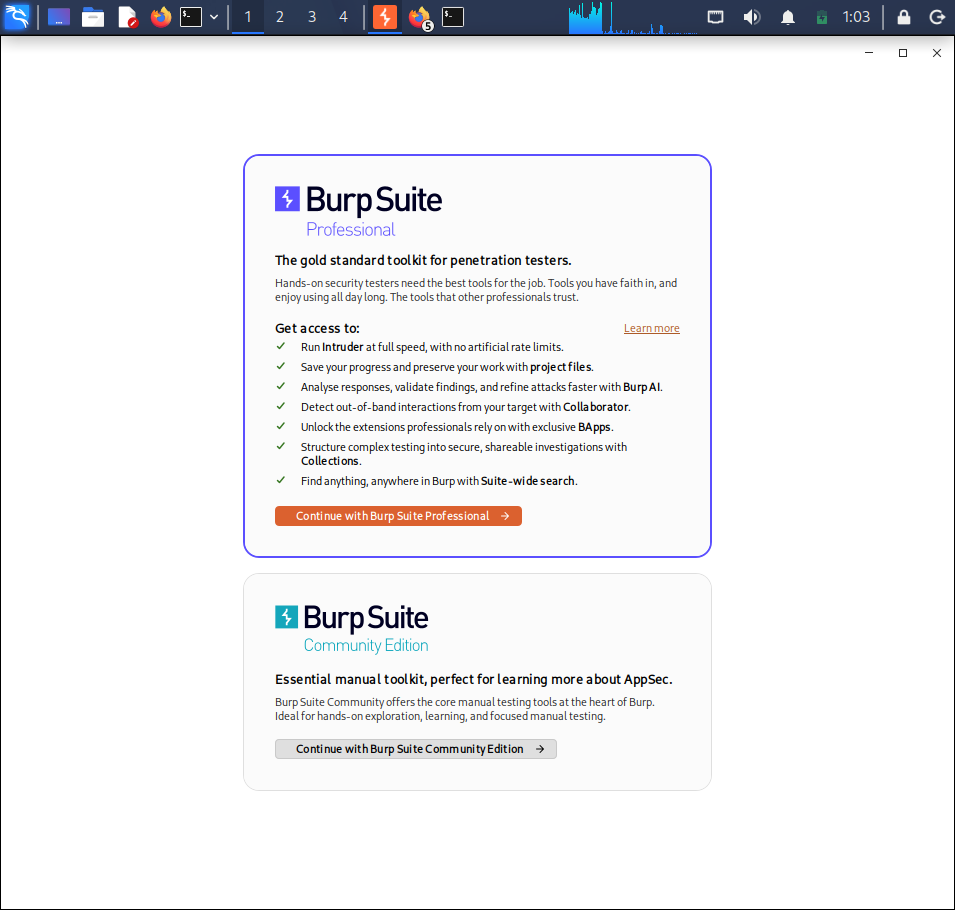 1 2 3 4 5 1:03
Burp Suite
Professional
The gold standard toolkit for penetration testers.
Hands-on security testers need the best tools for the job. Tools you have faith in, and
enjoy using all day long. The tools that other professionals trust.
Get access to: Learn more
Run Intruder at full speed, with no artificial rate limits.
Save your progress and preserve your work with project files.
Analyse responses, validate findings, and refine attacks faster with Burp AI.
Detect out-of-band interactions from your target with Collaborator.
Unlock the extensions professionals rely on with exclusive BApps.
Structure complex testing into secure, shareable investigations with
Collections.
Find anything, anywhere in Burp with Suite-wide search.
Continue with Burp Suite Professional →
Burp Suite
Community Edition
Essential manual toolkit, perfect for learning more about AppSec.
Burp Suite Community offers the core manual testing tools at the heart of Burp.
Ideal for hands-on exploration, learning, and focused manual testing.
Continue with Burp Suite Community Edition →